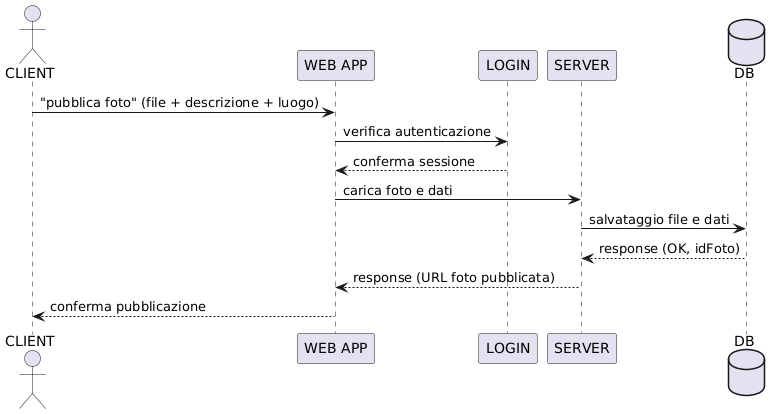 CLIENT
WEB APP
LOGIN
SERVER
DB
"pubblica foto" (file + descrizione + luogo)
verifica autenticazione
conferma sessione
carica foto e dati
salvataggio file e dati
response (OK, idFoto)
response (URL foto pubblicata)
conferma pubblicazione
CLIENT
WEB APP
LOGIN
SERVER
DB